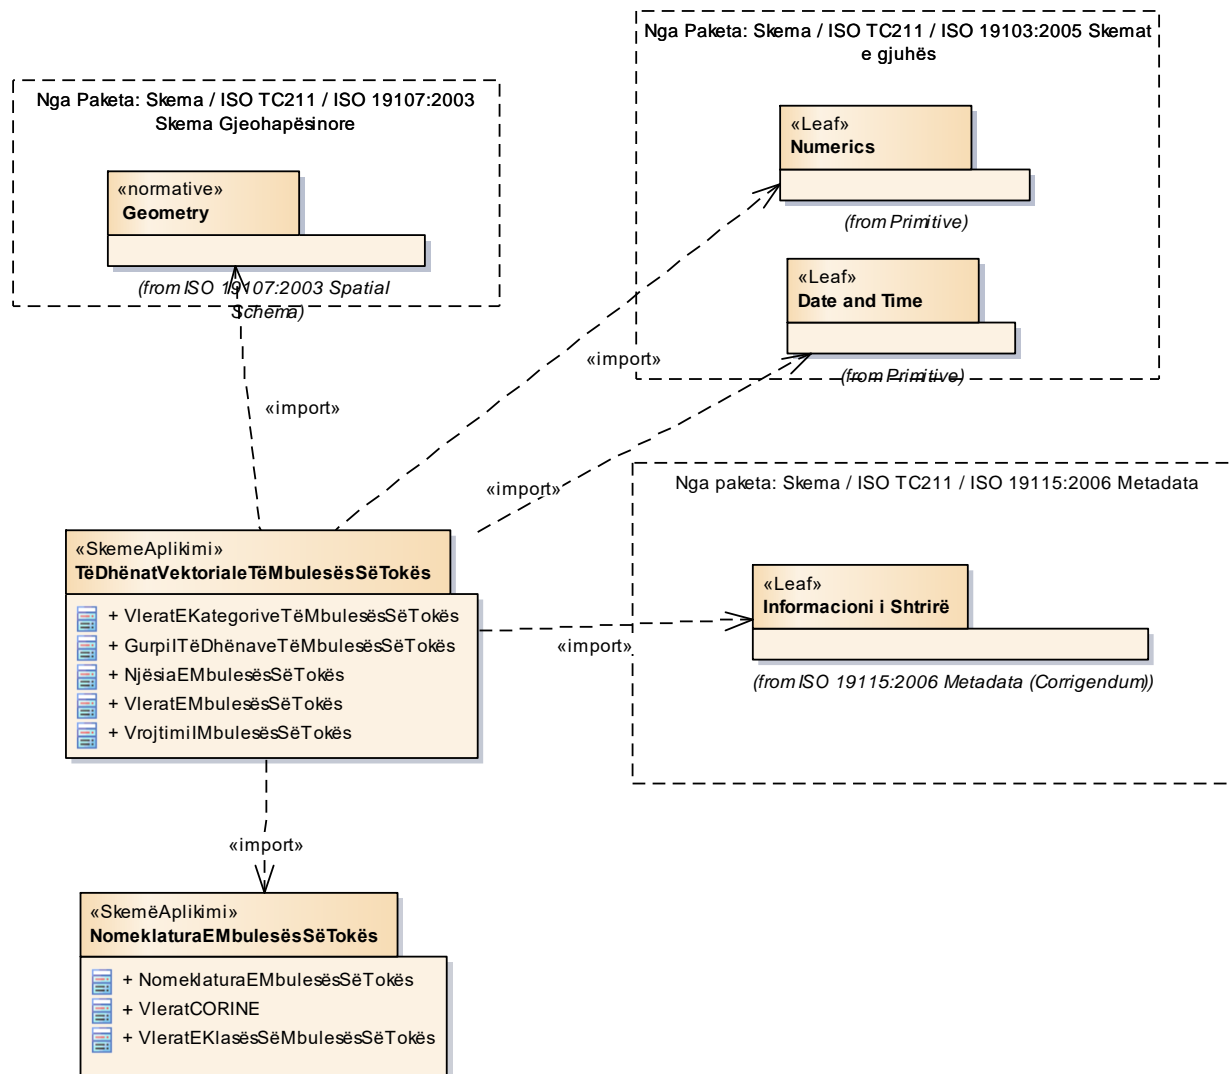 Nga Paketa: Skema / ISO TC211 / ISO 19107:2003
Skema Gjeohapësinore
«normative»
Geometry
(from ISO 19107:2003 Spatial
Schema)
Nga Paketa: Skema / ISO TC211 / ISO 19103:2005 Skemat
e gjuhës
«Leaf»
Numerics
(from Primitive)
«Leaf»
Date and Time
(from Primitive)
«import»
«import»
«import»
Nga paketa: Skema / ISO TC211 / ISO 19115:2006 Metadata
«Leaf»
Informacioni i Shtrirë
(from ISO 19115:2006 Metadata (Corrigendum))
«import»
«SkemeAplikimi»
TëDhënatVektorialeTëMbulesësSëTokës
+ VleratEKategoriveTëMbulesësSëTokës
+ GurpiITëDhënaveTëMbulesësSëTokës
+ NjësiaEMbulesësSëTokës
+ VleratEMbulesësSëTokës
+ VrojtimiIMbulesësSëTokës
«import»
«SkemëAplikimi»
NomeklaturaEMbulesësSëTokës
+ NomeklaturaEMbulesësSëTokës
+ VleratCORINE
+ VleratEKlasësSëMbulesësSëTokës